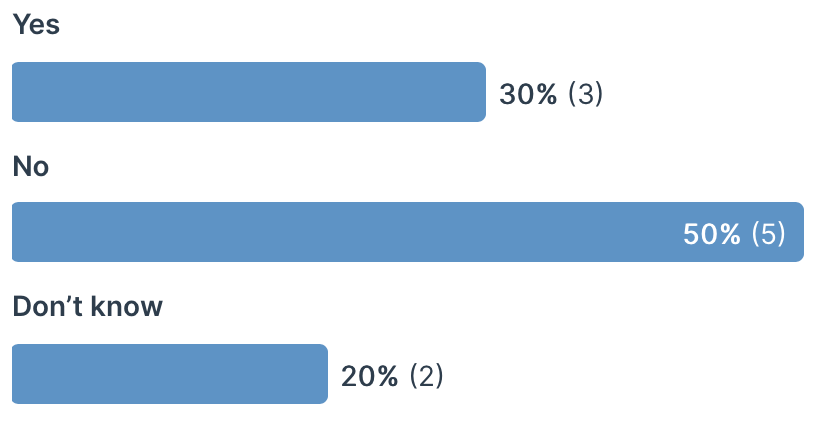 Yes
30% (3)
No
50% (5)
Don’t know
20% (2)